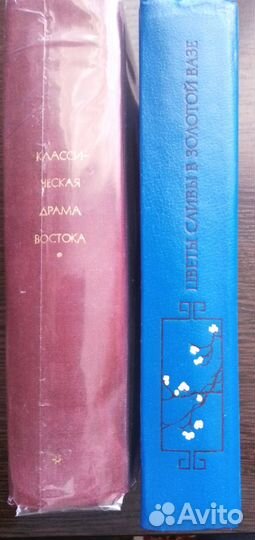 КЛАССИ-
ЧЕСКАЯ
ДРАМА
ВОСТОКА
ЦВЕТЫ СЛИВЫ В ЗОЛОТОЙ ВАЗЕ
Avito